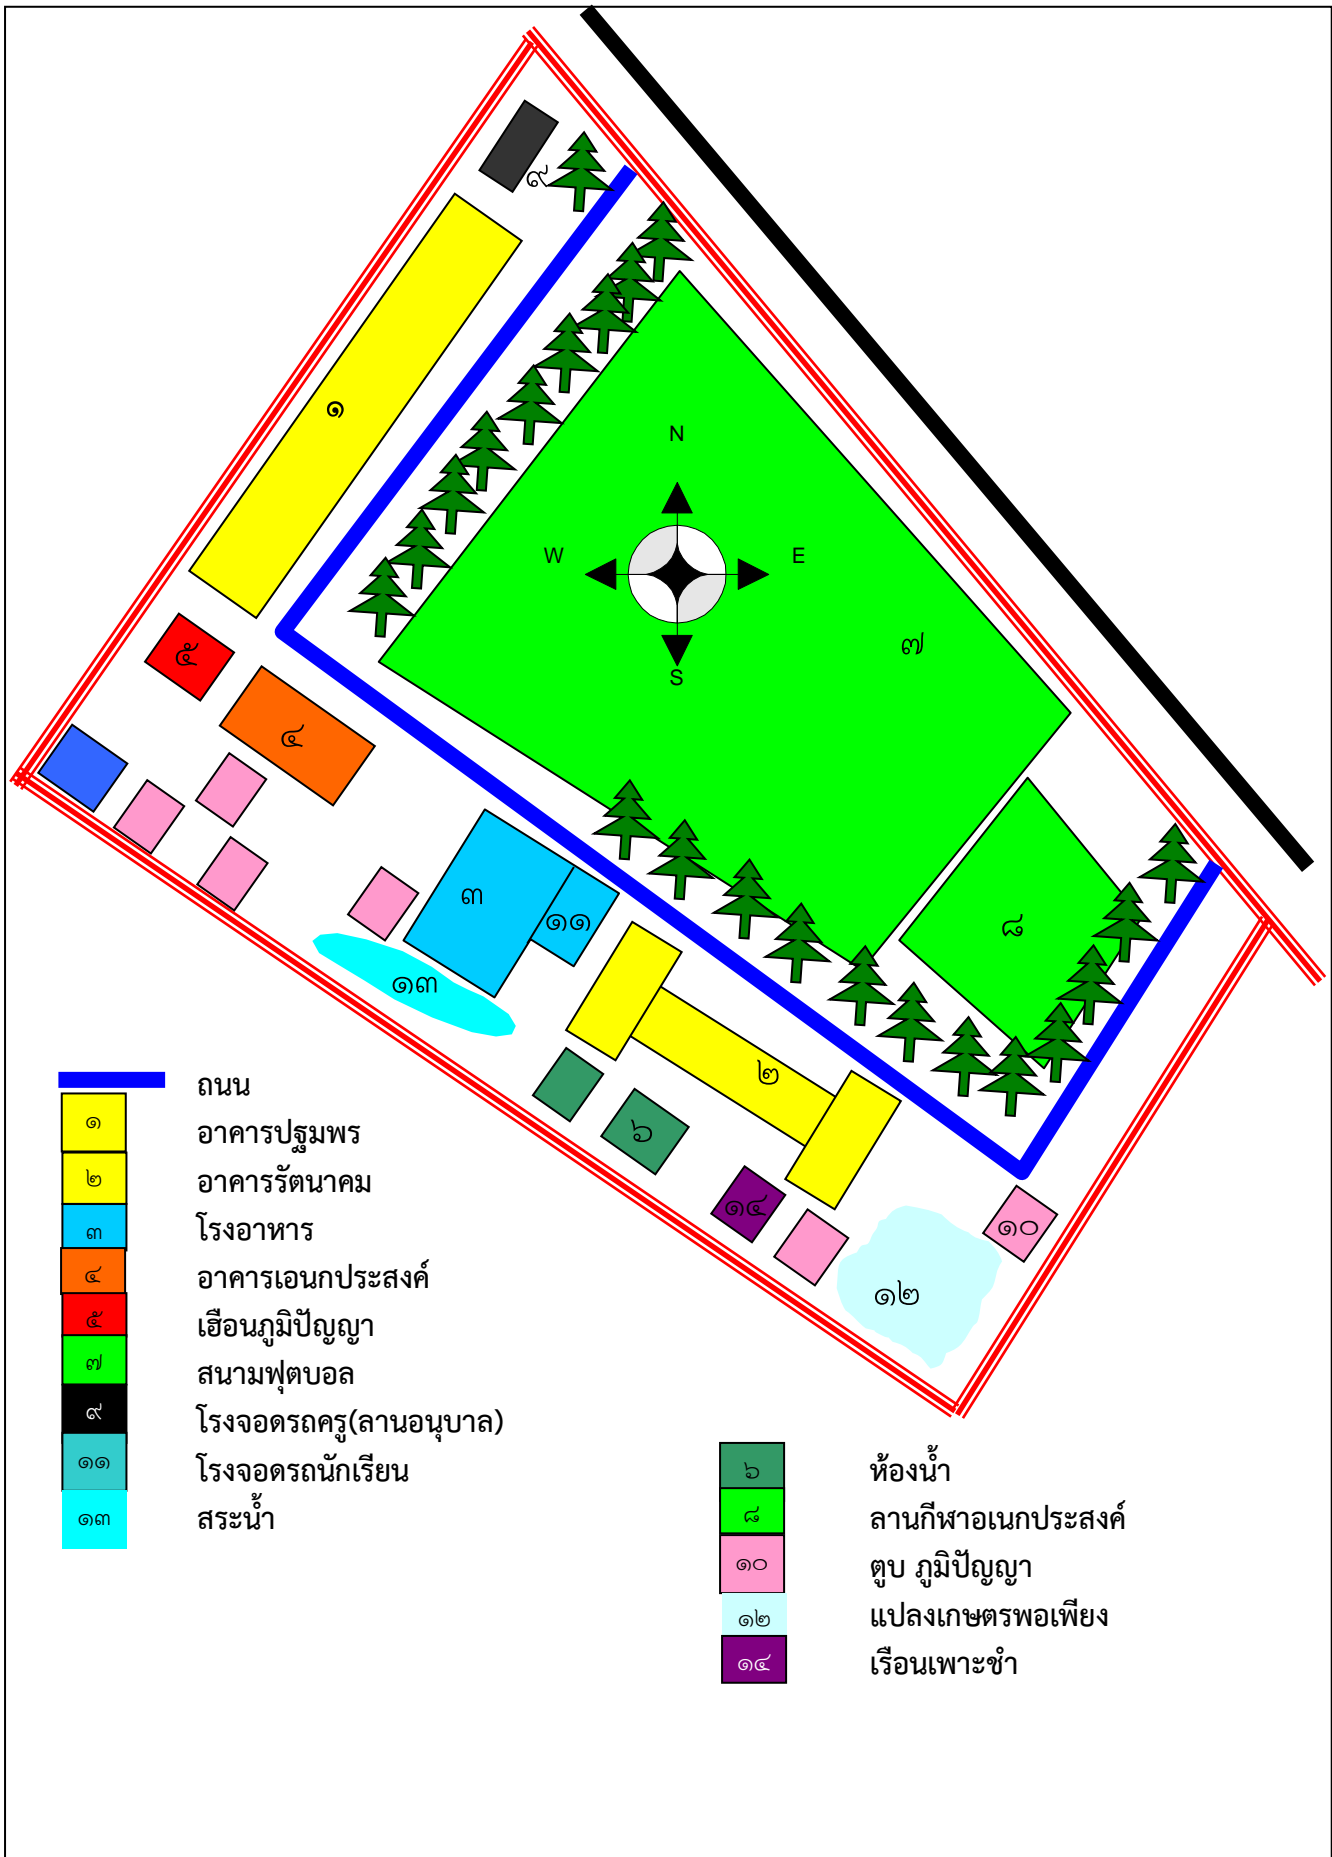 ๙
๑
N
W
E
S
๗
๕
๔
๘
๓
๑๑
๑๓
๒
๖
๑๔
๑๐
๑๒
ถนน
๑ อาคารปฐมพร
๒ อาคารรัตนาคม
๓ โรงอาหาร
๔ อาคารเอนกประสงค์
๕ เฮือนภูมิปัญญา
๗ สนามฟุตบอล
๙ โรงจอดรถครู(ลานอนุบาล)
๑๑ โรงจอดรถนักเรียน
๑๓ สระน้ำ
๖ ห้องน้ำ
๘ ลานกีฬาอเนกประสงค์
๑๐ ตูบ ภูมิปัญญา
๑๒ แปลงเกษตรพอเพียง
๑๔ เรือนเพาะชำ